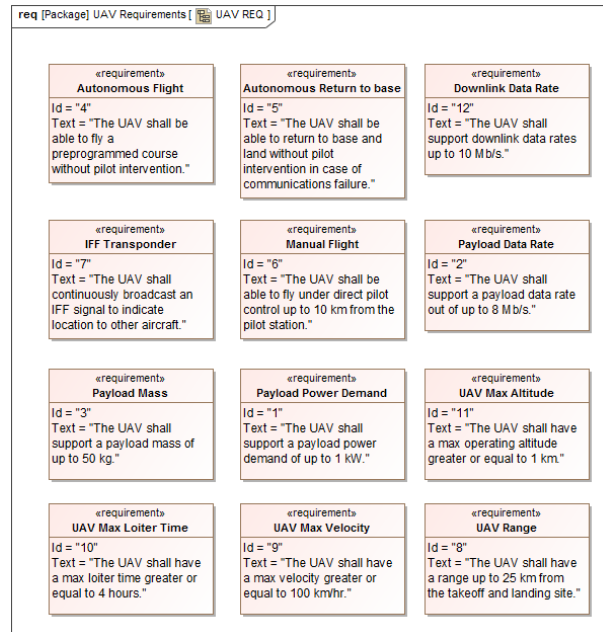 req [Package] UAV Requirements [ UAV REQ ]
«requirement»
Autonomous Flight
Id = "4"
Text = "The UAV shall be
able to fly a
preprogrammed course
without pilot intervention."
«requirement»
Autonomous Return to base
Id = "5"
Text = "The UAV shall be
able to return to base and
land without pilot
intervention in case of
communications failure."
«requirement»
Downlink Data Rate
Id = "12"
Text = "The UAV shall
support downlink data rates
up to 10 Mb/s."
«requirement»
IFF Transponder
Id = "7"
Text = "The UAV shall
continuously broadcast an
IFF signal to indicate
location to other aircraft."
«requirement»
Manual Flight
Id = "6"
Text = "The UAV shall be
able to fly under direct pilot
control up to 10 km from the
pilot station."
«requirement»
Payload Data Rate
Id = "2"
Text = "The UAV shall
support a payload data rate
out of up to 8 Mb/s."
«requirement»
Payload Mass
Id = "3"
Text = "The UAV shall
support a payload mass of
up to 50 kg."
«requirement»
Payload Power Demand
Id = "1"
Text = "The UAV shall
support a payload power
demand of up to 1 kW."
«requirement»
UAV Max Altitude
Id = "11"
Text = "The UAV shall have
a max operating altitude
greater or equal to 1 km."
«requirement»
UAV Max Loiter Time
Id = "10"
Text = "The UAV shall have
a max loiter time greater or
equal to 4 hours."
«requirement»
UAV Max Velocity
Id = "9"
Text = "The UAV shall have
a max velocity greater or
equal to 100 km/hr."
«requirement»
UAV Range
Id = "8"
Text = "The UAV shall have
a range up to 25 km from
the takeoff and landing site."